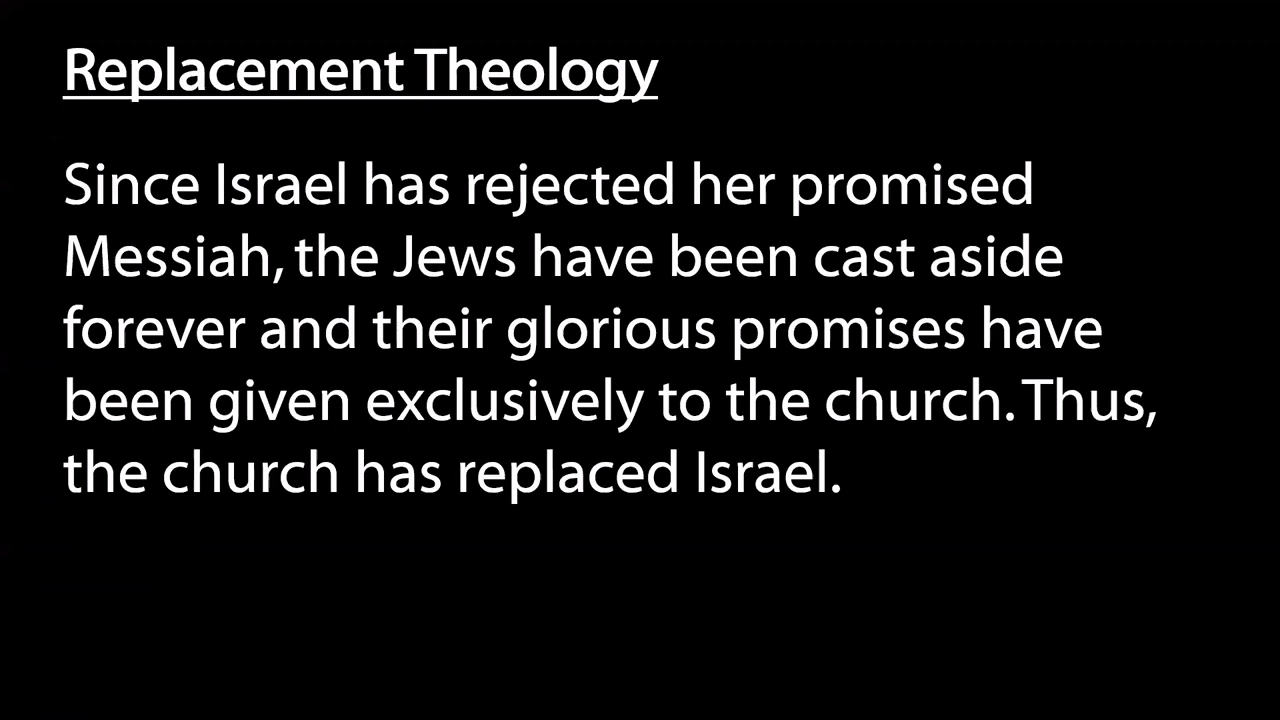 Replacement Theology
Since Israel has rejected her promised
Messiah, the Jews have been cast aside
forever and their glorious promises have
been given exclusively to the church. Thus,
the church has replaced Israel.